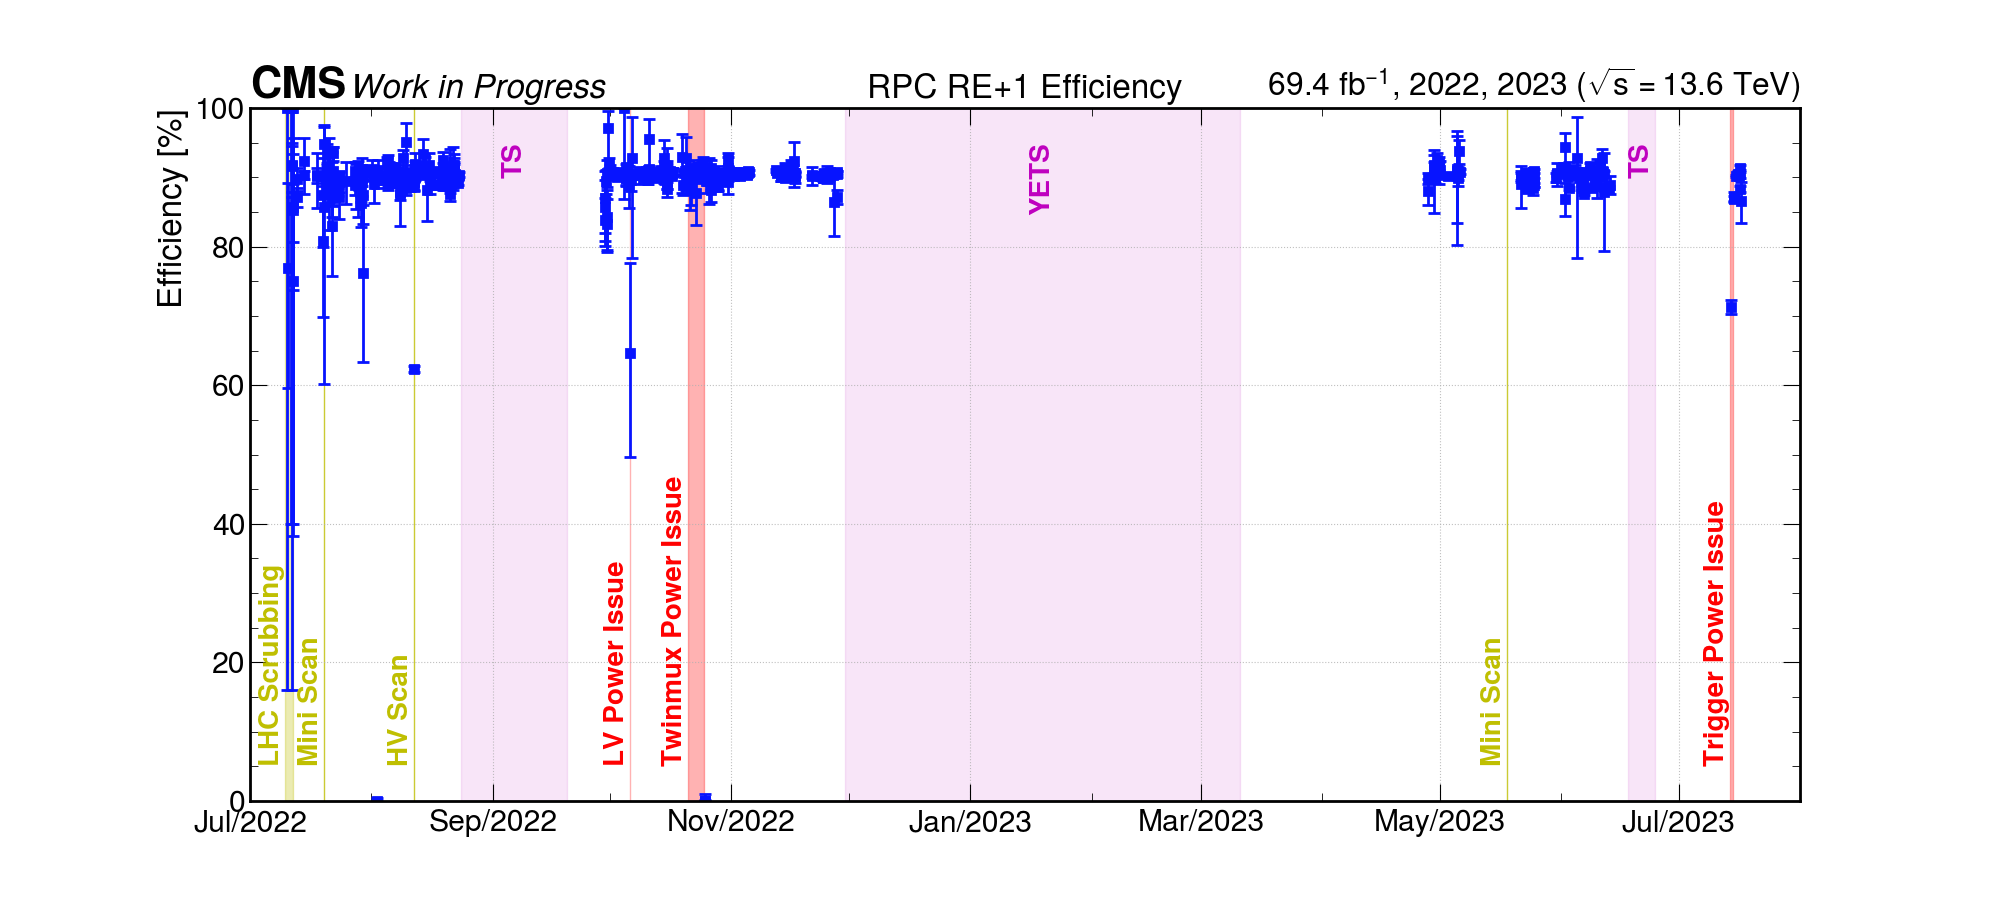 CMS Work in Progress
RPC RE+1 Efficiency
69.4 fb⁻¹, 2022, 2023 (√s = 13.6 TeV)
Efficiency [%]
100
80
60
40
20
0
LHC Scrubbing
Mini Scan
HV Scan
TS
LV Power Issue
Twinmux Power Issue
YETS
Mini Scan
TS
Trigger Power Issue
Jul/2022
Sep/2022
Nov/2022
Jan/2023
Mar/2023
May/2023
Jul/2023